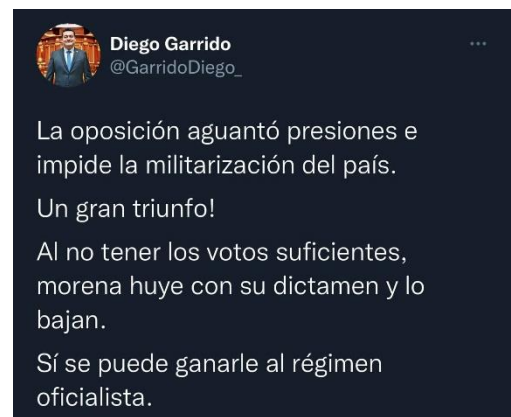 Diego Garrido
@GarridoDiego_
La oposición aguantó presiones e
impide la militarización del país.
Un gran triunfo!
Al no tener los votos suficientes,
morena huye con su dictamen y lo
bajan.
Sí se puede ganarle al régimen
oficialista.